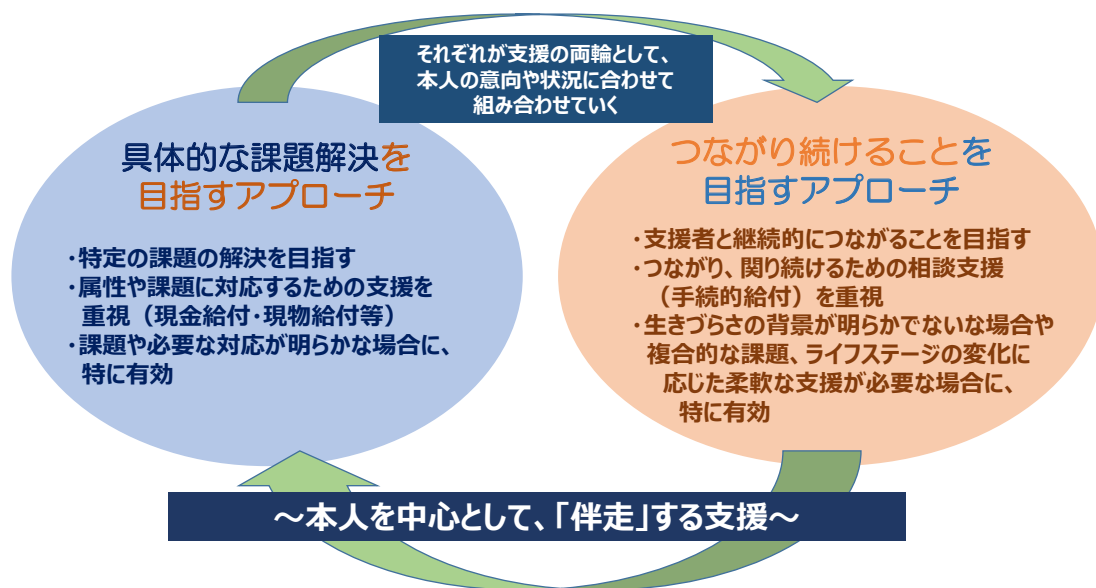 それぞれが支援の両輪として、
本人の意向や状況に合わせて
組み合わせていく
具体的な課題解決を
目指すアプローチ
・特定の課題の解決を目指す
・属性や課題に対応するための支援を
重視（現金給付・現物給付等）
・課題や必要な対応が明らかな場合に、
特に有効
つながり続けることを
目指すアプローチ
・支援者と継続的につながることを目指す
・つながり、関り続けるための相談支援
（手続的給付）を重視
・生きづらさの背景が明らかでないな場合や
複合的な課題、ライフステージの変化に
応じた柔軟な支援が必要な場合に、
特に有効
～本人を中心として、「伴走」する支援～